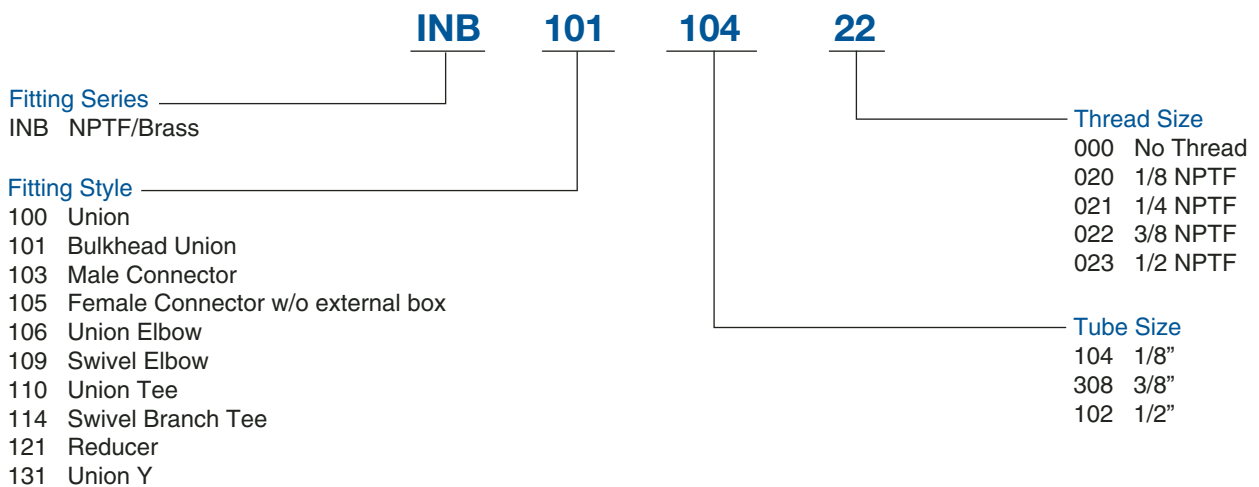 INB 101 104 22
Fitting Series
INB NPTF/Brass
Fitting Style
100 Union
101 Bulkhead Union
103 Male Connector
105 Female Connector w/o external box
106 Union Elbow
109 Swivel Elbow
110 Union Tee
114 Swivel Branch Tee
121 Reducer
131 Union Y
Thread Size
000 No Thread
020 1/8 NPTF
021 1/4 NPTF
022 3/8 NPTF
023 1/2 NPTF
Tube Size
104 1/8”
308 3/8”
102 1/2”